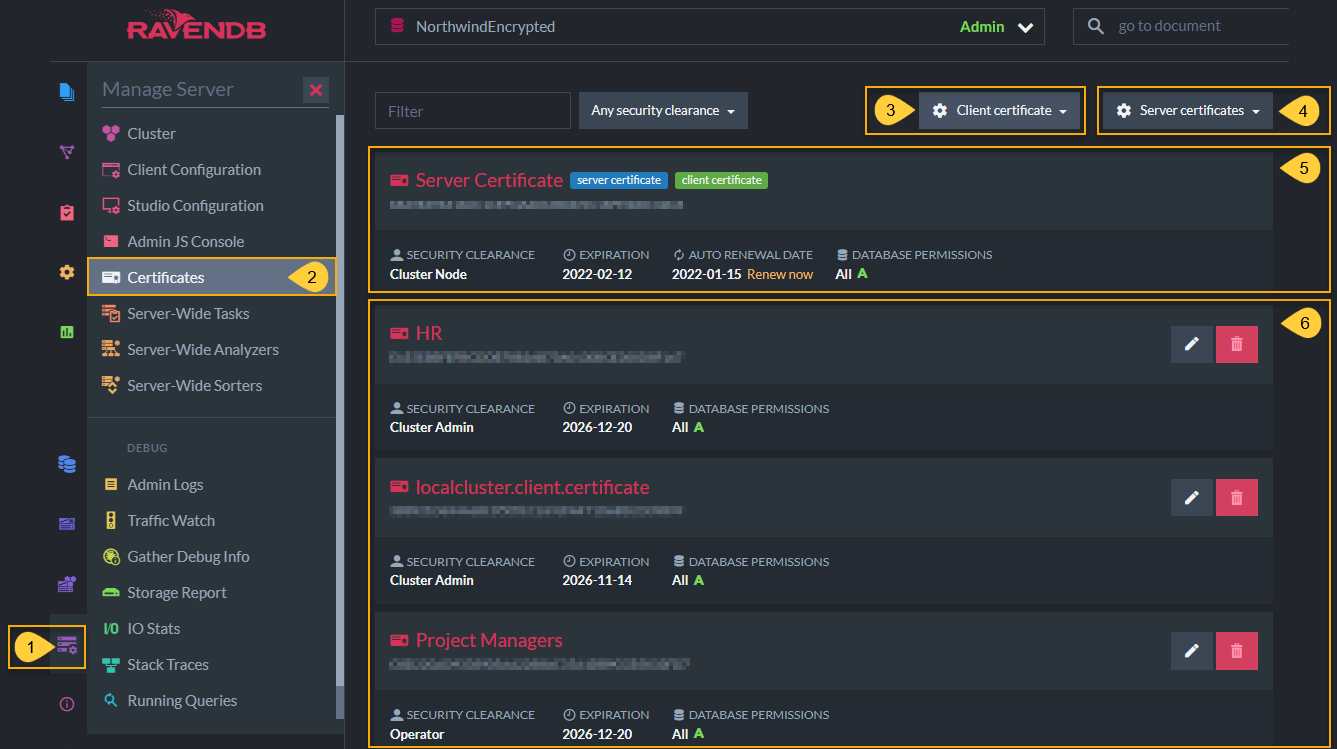 RAVENDB
NorthwindEncrypted
Admin
go to document
Manage Server
Cluster
Client Configuration
Studio Configuration
Admin JS Console
Certificates
2
Server-Wide Tasks
Server-Wide Analyzers
Server-Wide Sorters
DEBUG
Admin Logs
Traffic Watch
Gather Debug Info
Storage Report
I/O IO Stats
Stack Traces
Running Queries
1
Filter
Any security clearance
3
Client certificate
Server certificates
4
Server Certificate server certificate client certificate
5
SECURITY CLEARANCE EXPIRATION AUTO RENEWAL DATE DATABASE PERMISSIONS
Cluster Node 2022-02-12 2022-01-15 Renew now All A
HR
6
SECURITY CLEARANCE EXPIRATION DATABASE PERMISSIONS
Cluster Admin 2026-12-20 All A
localcluster.client.certificate
SECURITY CLEARANCE EXPIRATION DATABASE PERMISSIONS
Cluster Admin 2026-11-14 All A
Project Managers
SECURITY CLEARANCE EXPIRATION DATABASE PERMISSIONS
Operator 2026-12-20 All A